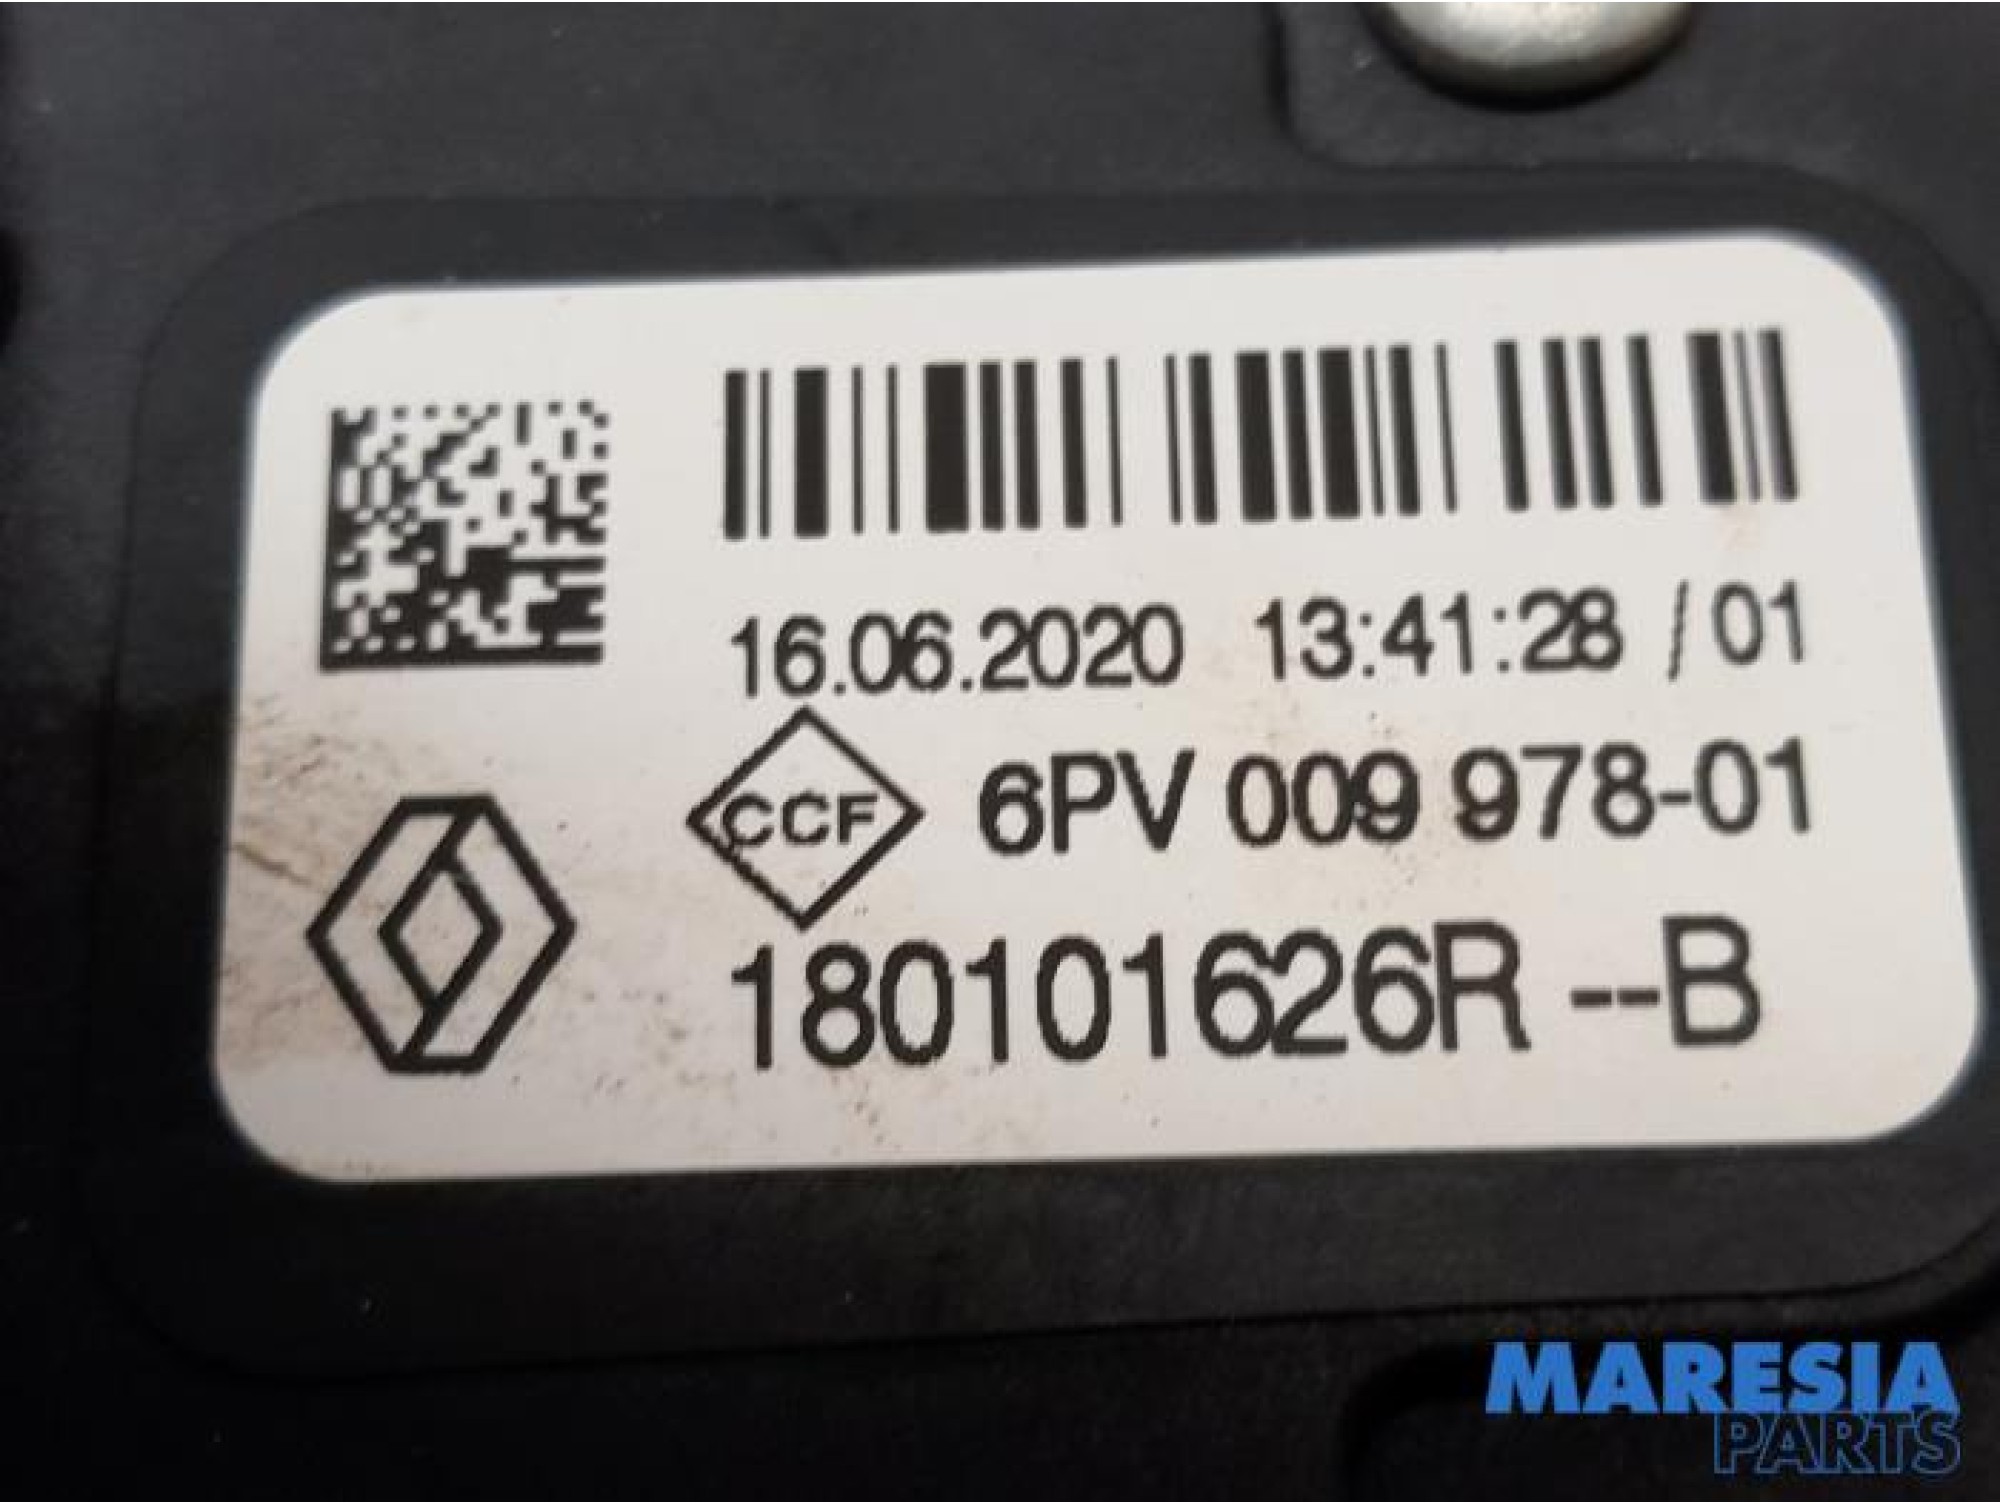 16.06.2020 13:41:28 /01
CCF 6PV 009 978-01
180101626R --B
MARESIA
PARTS